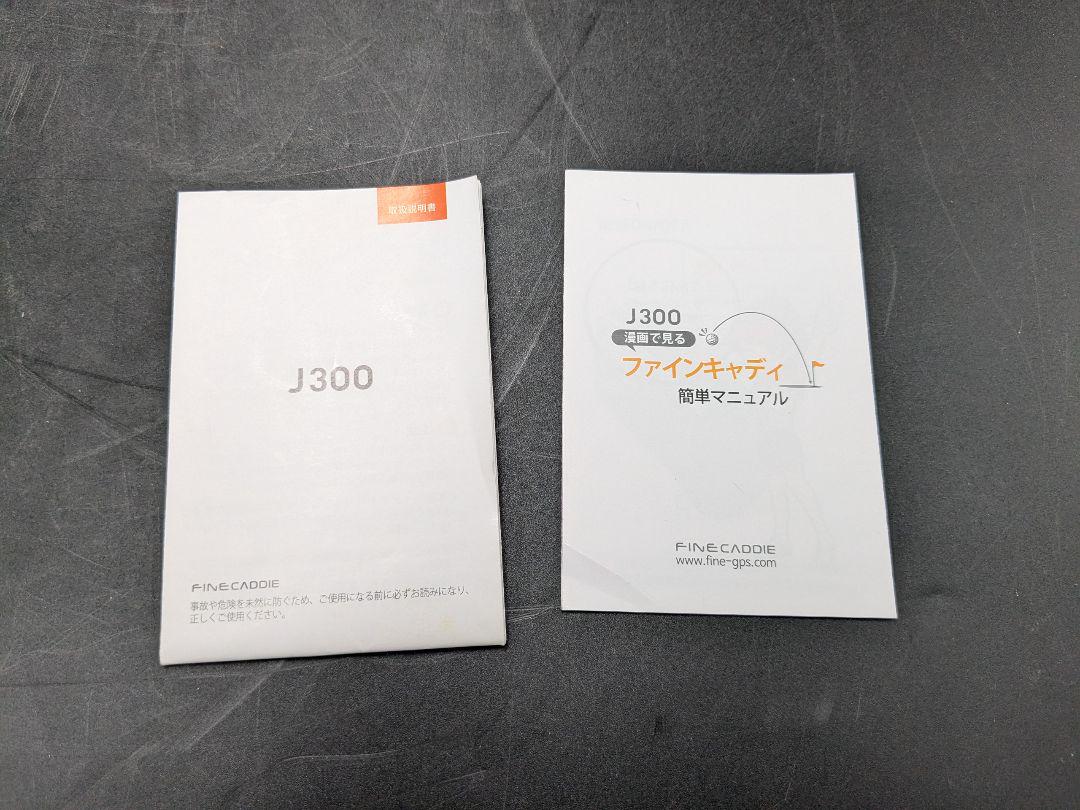 取扱説明書
J300
FINECADDIE
事故や危険を未然に防ぐため、ご使用になる前に必ずお読みになり、
正しくご使用ください。
J300
漫画で見る
ファインキャディ
簡単マニュアル
FINECADDIE
www.fine-gps.com